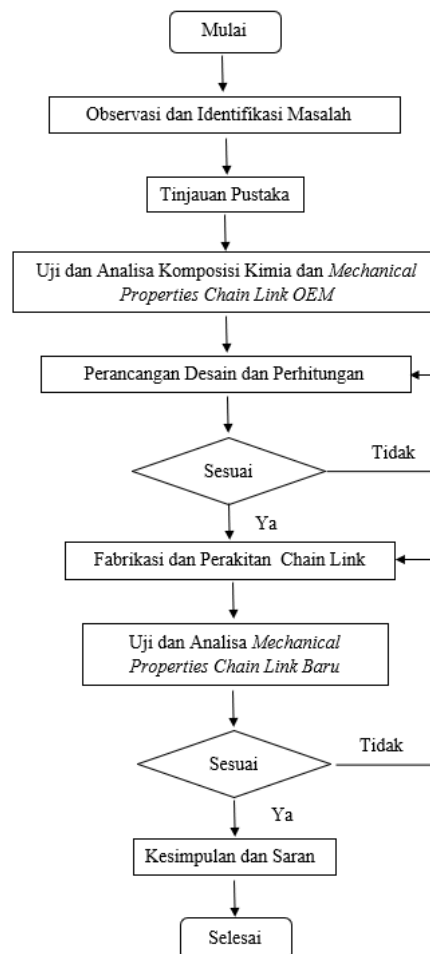 Mulai
Observasi dan Identifikasi Masalah
Tinjauan Pustaka
Uji dan Analisa Komposisi Kimia dan Mechanical
Properties Chain Link OEM
Perancangan Desain dan Perhitungan
Sesuai
Tidak
Ya
Fabrikasi dan Perakitan Chain Link
Uji dan Analisa Mechanical
Properties Chain Link Baru
Sesuai
Tidak
Ya
Kesimpulan dan Saran
Selesai